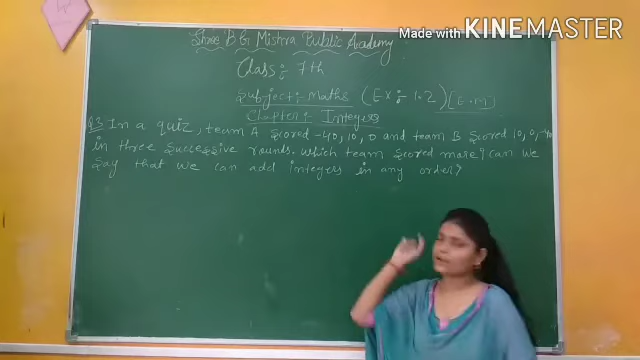 Made with KINEMASTER
Shree B G Mishra Public Academy
Class:- 7th
Subject:- Maths (Ex:- 1.2) [E.M]
Chapter: Integers
Q3 In a quiz, team A scored -40, 10, 0 and team B scored 10, 0, -40
in three successive rounds. which team scored more? can we
say that we can add integers in any order?